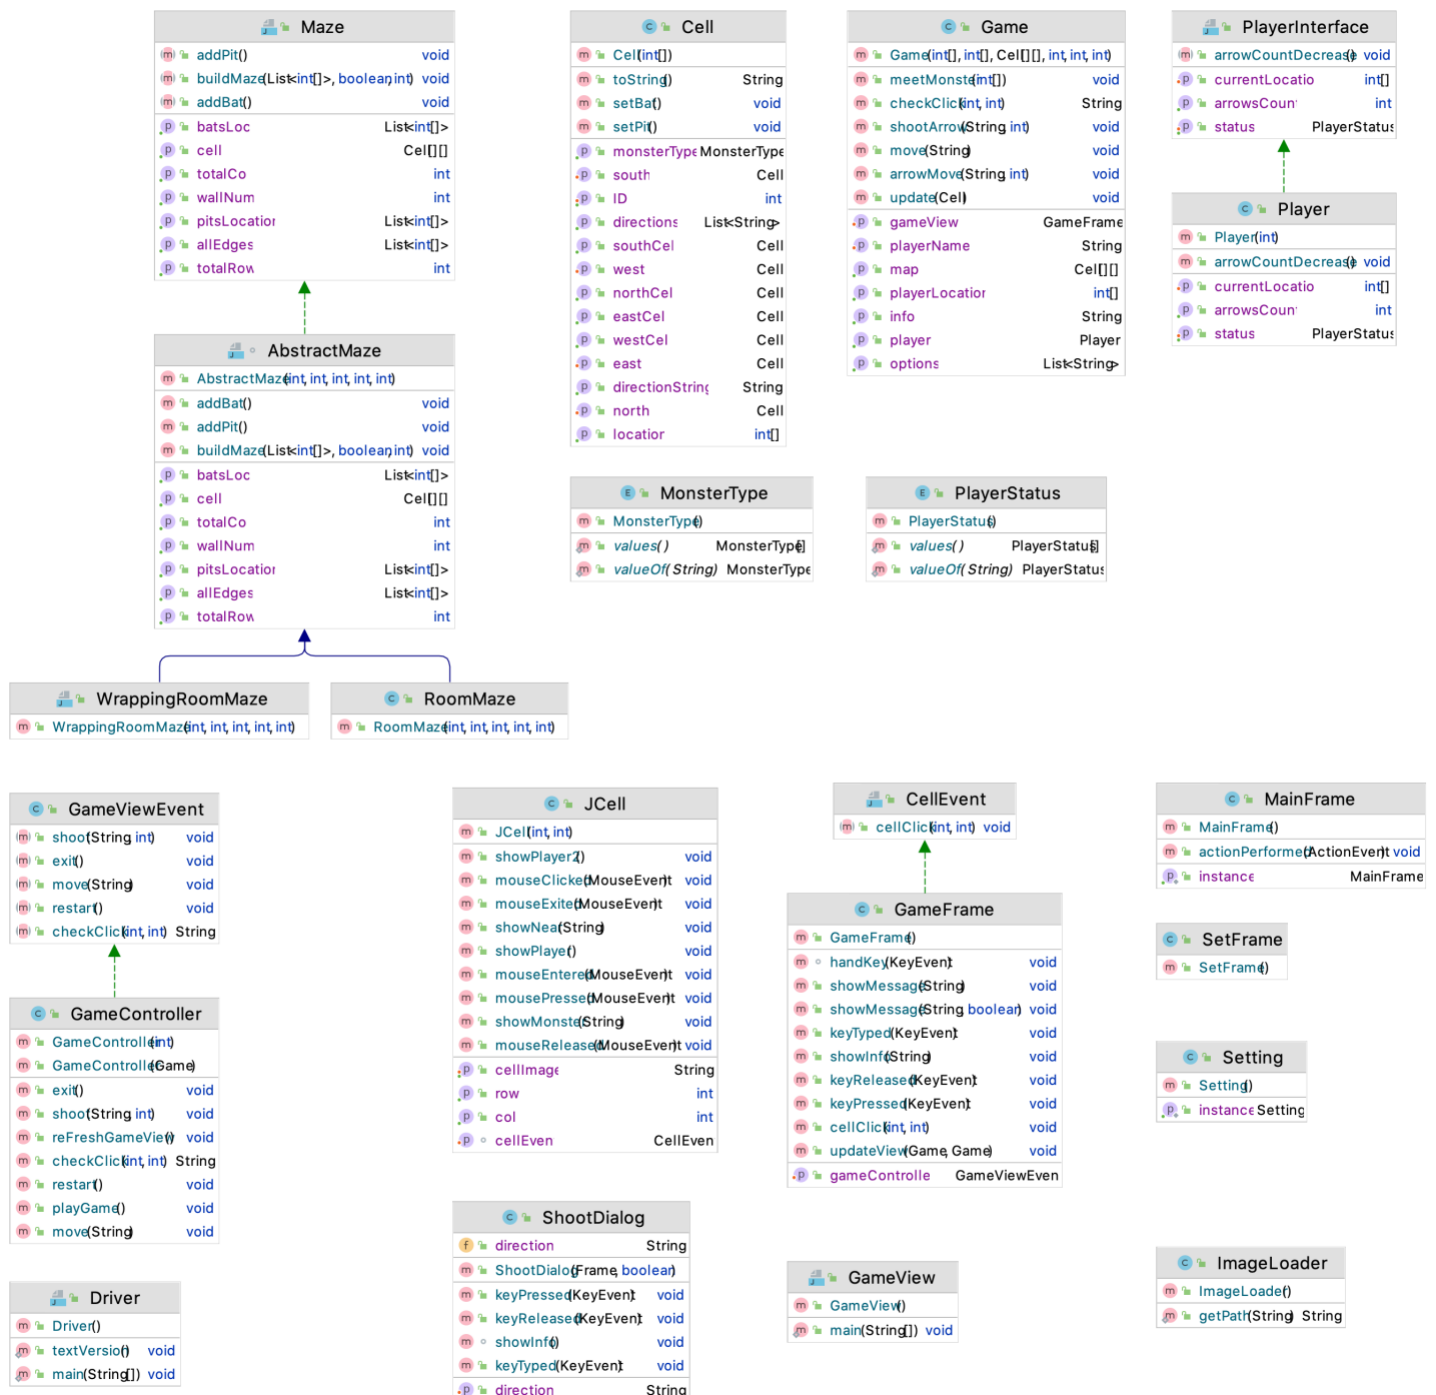 Maze
addPit() void
buildMaze(List<int[]>, boolean, int) void
addBat() void
batsLoc List<int[]>
cell Cell[][]
totalCo int
wallNum int
pitsLocation List<int[]>
allEdges List<int[]>
totalRow int
AbstractMaze
AbstractMaze(int, int, int, int, int)
addBat() void
addPit() void
buildMaze(List<int[]>, boolean, int) void
batsLoc List<int[]>
cell Cell[][]
totalCo int
wallNum int
pitsLocation List<int[]>
allEdges List<int[]>
totalRow int
WrappingRoomMaze
WrappingRoomMaze(int, int, int, int, int)
RoomMaze
RoomMaze(int, int, int, int, int)
Cell
Cell(int[])
toString() String
setBat() void
setPit() void
monsterType MonsterType
south Cell
ID int
directions List<String>
southCel Cell
west Cell
northCel Cell
eastCel Cell
westCel Cell
east Cell
directionString String
north Cell
location int[]
MonsterType
MonsterType()
values() MonsterType[]
valueOf(String) MonsterType
Game
Game(int[], int[], Cell[][], int, int, int)
meetMonster(int[]) void
checkClick(int, int) String
shootArrow(String, int) void
move(String) void
arrowMove(String, int) void
update(Cell) void
gameView GameFrame
playerName String
map Cell[][]
playerLocation int[]
info String
player Player
options List<String>
PlayerStatus
PlayerStatus()
values() PlayerStatus[]
valueOf(String) PlayerStatus
PlayerInterface
arrowCountDecrease() void
currentLocatio int[]
arrowsCount int
status PlayerStatus
Player
Player(int)
arrowCountDecrease() void
currentLocatio int[]
arrowsCount int
status PlayerStatus
GameViewEvent
shoot(String, int) void
exit() void
move(String) void
restart() void
checkClick(int, int) String
GameController
GameController(int)
GameController(Game)
exit() void
shoot(String, int) void
reFreshGameView() void
checkClick(int, int) String
restart() void
playGame() void
move(String) void
Driver
Driver()
textVersion() void
main(String[]) void
JCell
JCell(int, int)
showPlayer2() void
mouseClicked(MouseEvent) void
mouseExited(MouseEvent) void
showNear(String) void
showPlayer() void
mouseEntered(MouseEvent) void
mousePressed(MouseEvent) void
showMonster(String) void
mouseReleased(MouseEvent) void
cellImage String
row int
col int
cellEven CellEven
ShootDialog
direction String
ShootDialog(Frame, boolean)
keyPressed(KeyEvent) void
keyReleased(KeyEvent) void
showInfo() void
keyTyped(KeyEvent) void
direction String
CellEvent
cellClick(int, int) void
GameFrame
GameFrame()
handKey(KeyEvent) void
showMessage(String) void
showMessage(String, boolean) void
keyTyped(KeyEvent) void
showInfo(String) void
keyReleased(KeyEvent) void
keyPressed(KeyEvent) void
cellClick(int, int) void
updateView(Game, Game) void
gameControlle GameViewEven
GameView
GameView()
main(String[]) void
MainFrame
MainFrame()
actionPerformed(ActionEvent) void
instance MainFrame
SetFrame
SetFrame()
Setting
Setting()
instance Setting
ImageLoader
ImageLoader()
getPath(String) String